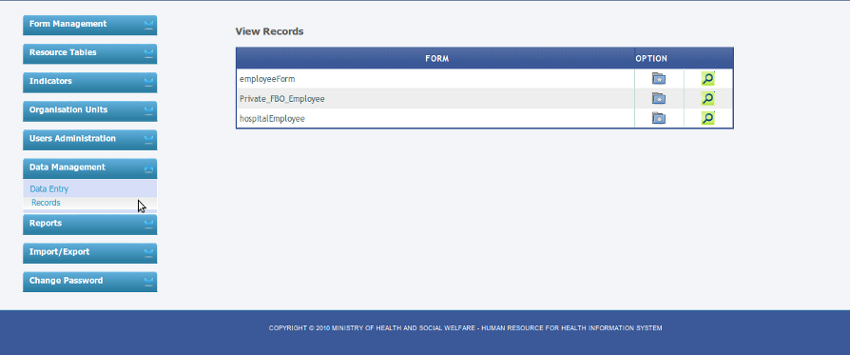 Form Management
Resource Tables
Indicators
Organisation Units
Users Administration
Data Management
Data Entry
Records
Reports
Import/Export
Change Password
View Records
FORM OPTION
employeeForm
Private_FBO_Employee
hospitalEmployee
COPYRIGHT © 2010 MINISTRY OF HEALTH AND SOCIAL WELFARE - HUMAN RESOURCE FOR HEALTH INFORMATION SYSTEM